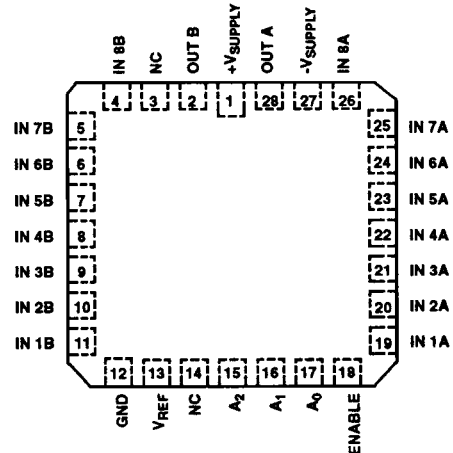 IN 8B
NC
OUT B
+VSUPPLY
OUT A
-VSUPPLY
IN 8A
4 3 2 1 28 27 26
IN 7B 5 25 IN 7A
IN 6B 6 24 IN 6A
IN 5B 7 23 IN 5A
IN 4B 8 22 IN 4A
IN 3B 9 21 IN 3A
IN 2B 10 20 IN 2A
IN 1B 11 19 IN 1A
12 13 14 15 16 17 18
GND
VREF
NC
A2
A1
A0
ENABLE